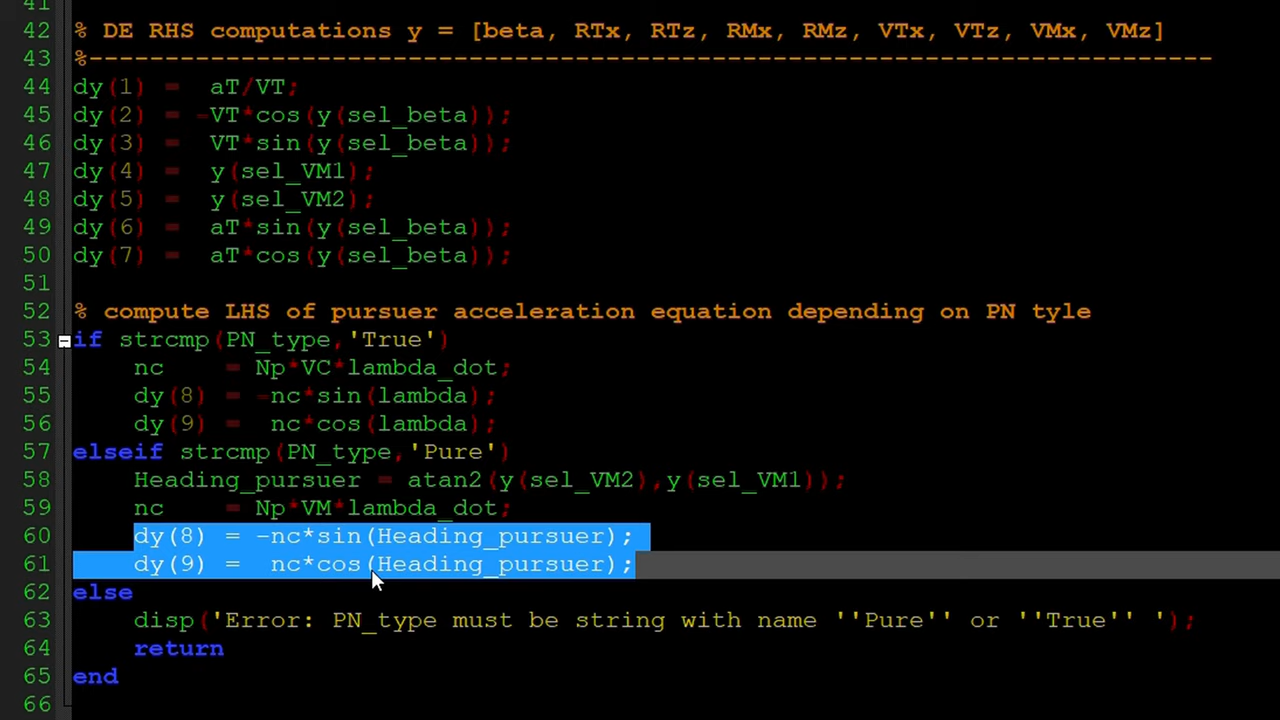 41
42 % DE RHS computations y = [beta, RTx, RTz, RMx, RMz, VTx, VTz, VMx, VMz]
43 %--------------------------------------------------------------------------
44 dy(1) =  aT/VT;
45 dy(2) = -VT*cos(y(sel_beta));
46 dy(3) =  VT*sin(y(sel_beta));
47 dy(4) =  y(sel_VM1);
48 dy(5) =  y(sel_VM2);
49 dy(6) =  aT*sin(y(sel_beta));
50 dy(7) =  aT*cos(y(sel_beta));
51
52 % compute LHS of pursuer acceleration equation depending on PN tyle
53 if strcmp(PN_type,'True')
54     nc    = Np*VC*lambda_dot;
55     dy(8) = -nc*sin(lambda);
56     dy(9) =  nc*cos(lambda);
57 elseif strcmp(PN_type,'Pure')
58     Heading_pursuer = atan2(y(sel_VM2),y(sel_VM1));
59     nc    = Np*VM*lambda_dot;
60     dy(8) = -nc*sin(Heading_pursuer);
61     dy(9) =  nc*cos(Heading_pursuer);
62 else
63     disp('Error: PN_type must be string with name ''Pure'' or ''True'' ');
64     return
65 end
66